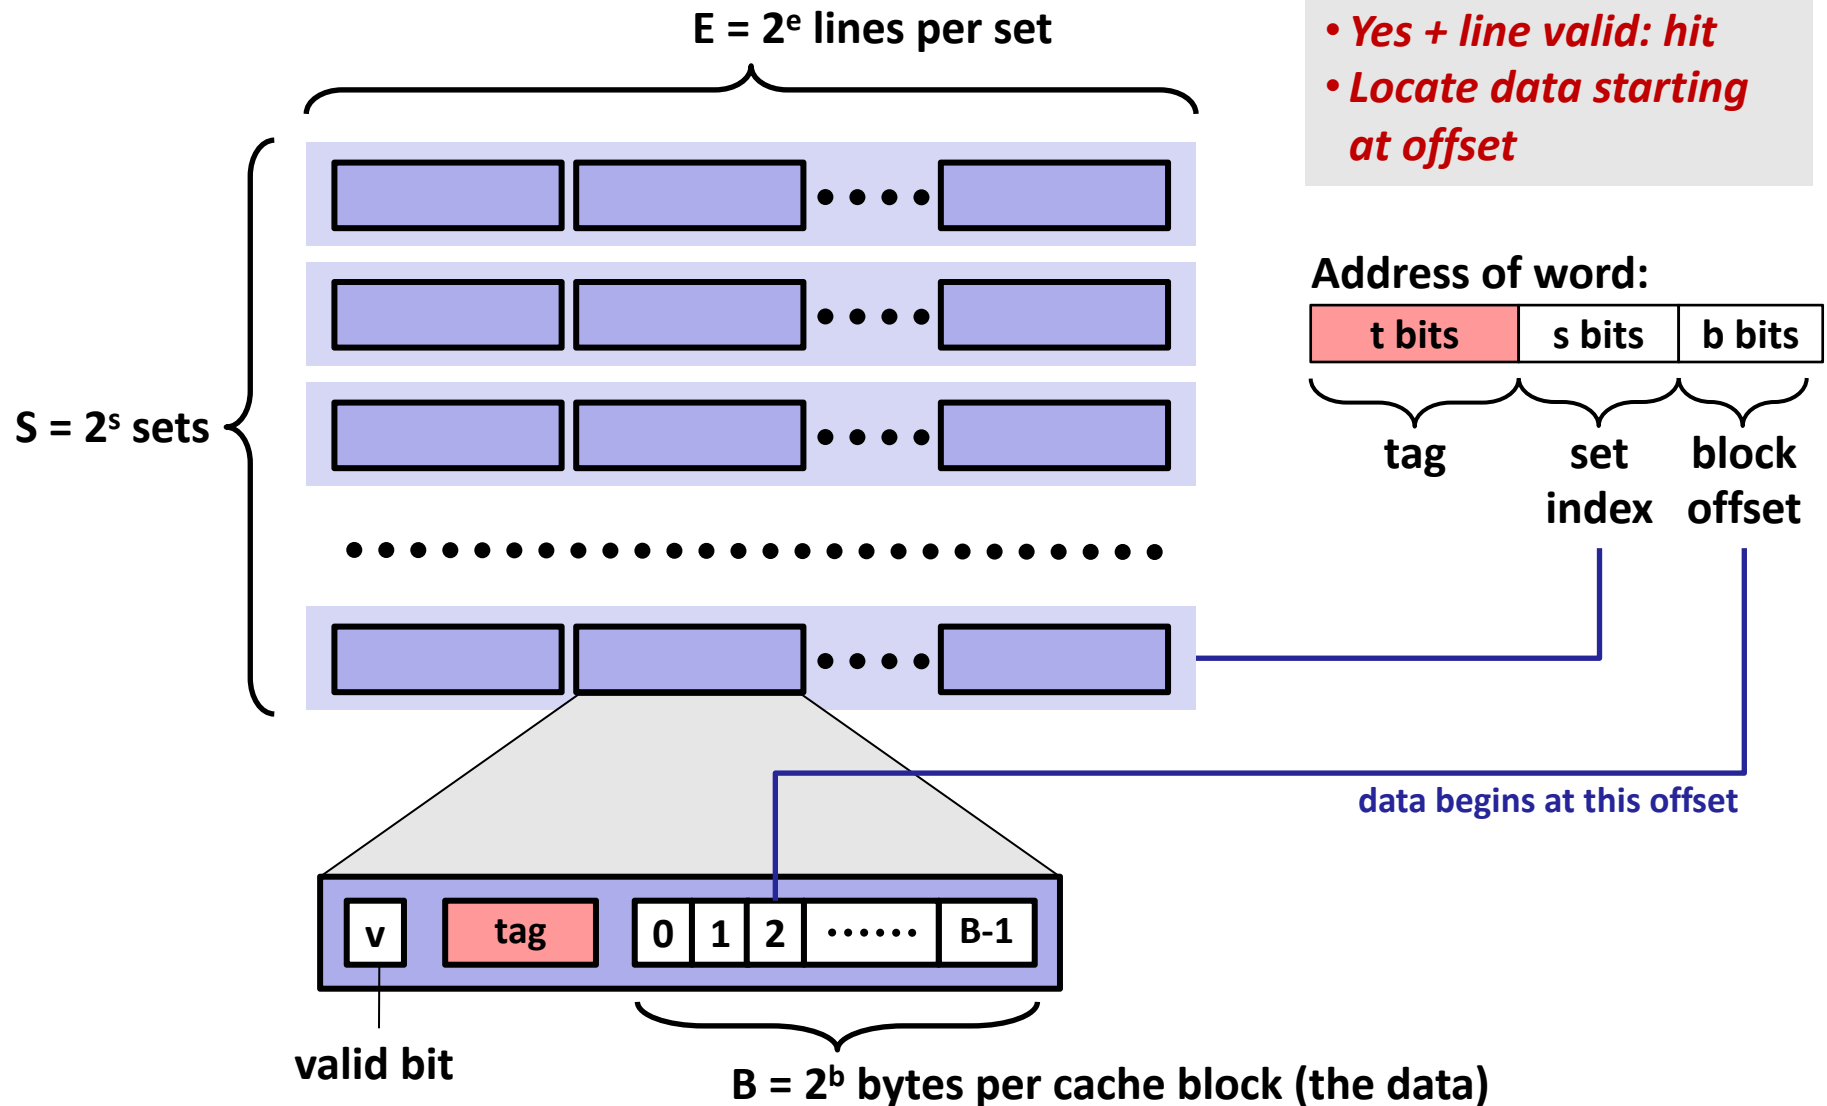 E = 2ᵉ lines per set
• Yes + line valid: hit
• Locate data starting
at offset
Address of word:
t bits s bits b bits
tag set block
index offset
S = 2ˢ sets
data begins at this offset
v tag 0 1 2 •••••• B-1
valid bit
B = 2ᵇ bytes per cache block (the data)